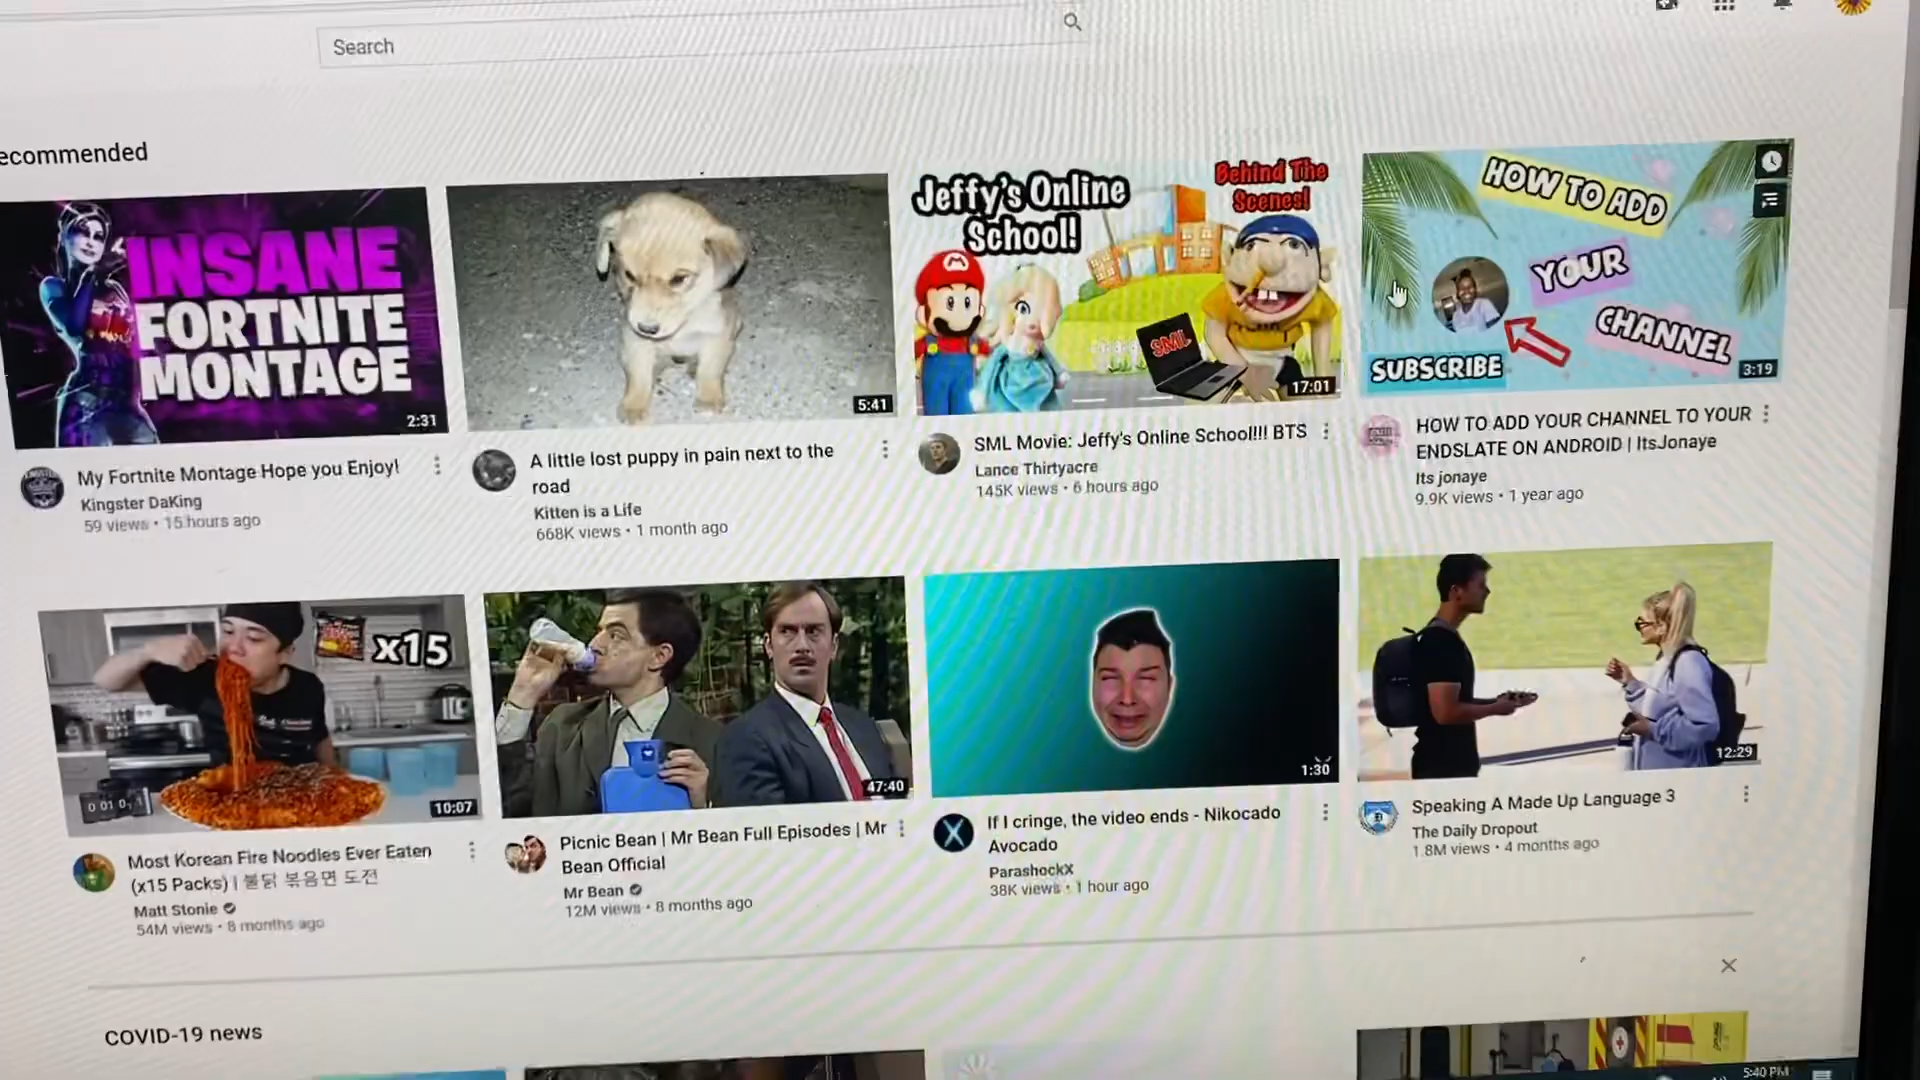 Search
ecommended
INSANE
FORTNITE
MONTAGE
2:31
My Fortnite Montage Hope you Enjoy!
Kingster DaKing
59 views • 15 hours ago
5:41
A little lost puppy in pain next to the
road
Kitten is a Life
668K views • 1 month ago
Jeffy's Online
School!
Behind The
Scenes!
SML
17:01
SML Movie: Jeffy's Online School!!! BTS
Lance Thirtyacre
145K views • 6 hours ago
HOW TO ADD
YOUR
CHANNEL
SUBSCRIBE
3:19
HOW TO ADD YOUR CHANNEL TO YOUR
ENDSLATE ON ANDROID | ItsJonaye
Its jonaye
9.9K views • 1 year ago
x15
10:07
Most Korean Fire Noodles Ever Eaten
(x15 Packs) | 불닭 볶음면 도전
Matt Stonie
54M views • 8 months ago
47:40
Picnic Bean | Mr Bean Full Episodes | Mr
Bean Official
Mr Bean
12M views • 8 months ago
1:30
If I cringe, the video ends - Nikocado
Avocado
ParashockX
38K views • 1 hour ago
12:29
Speaking A Made Up Language 3
The Daily Dropout
1.8M views • 4 months ago
COVID-19 news
5:40 PM